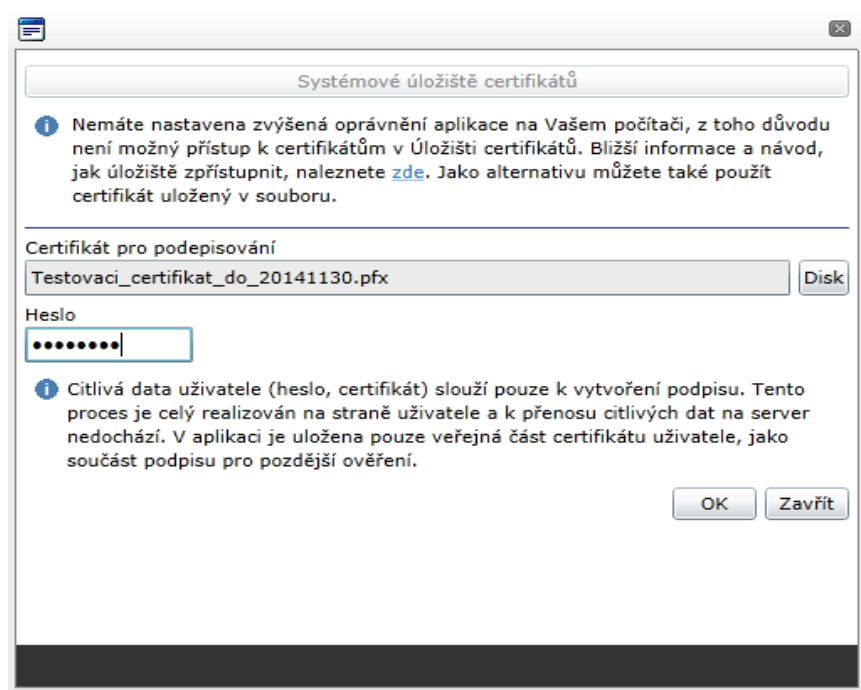 Systémové úložiště certifikátů
Nemáte nastavena zvýšená oprávnění aplikace na Vašem počítači, z toho důvodu
není možný přístup k certifikátům v Úložišti certifikátů. Bližší informace a návod,
jak úložiště zpřístupnit, naleznete zde. Jako alternativu můžete také použít
certifikát uložený v souboru.
Certifikát pro podepisování
Testovaci_certifikat_do_20141130.pfx
Disk
Heslo
••••••••
Citlivá data uživatele (heslo, certifikát) slouží pouze k vytvoření podpisu. Tento
proces je celý realizován na straně uživatele a k přenosu citlivých dat na server
nedochází. V aplikaci je uložena pouze veřejná část certifikátu uživatele, jako
součást podpisu pro pozdější ověření.
OK
Zavřít